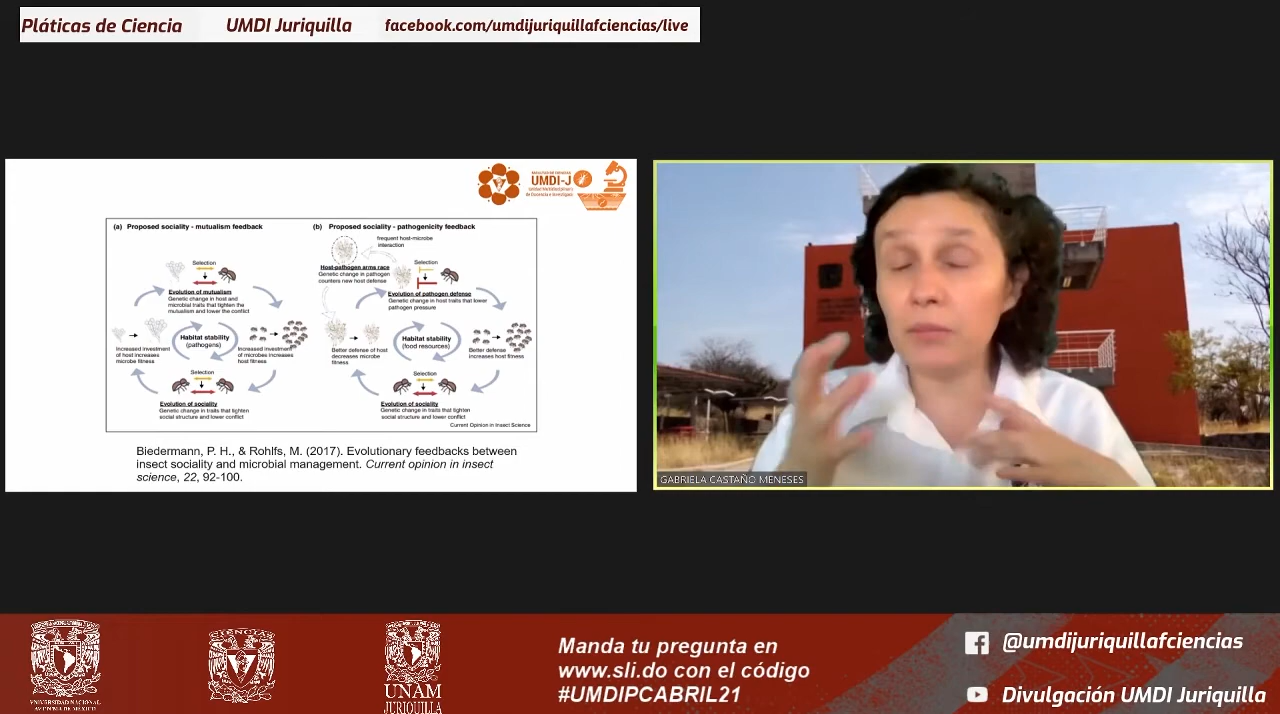 Pláticas de Ciencia
UMDI Juriquilla
facebook.com/umdijuriquillafciencias/live
UMDI-J
(a) Proposed sociality - mutualism feedback
Selection
Evolution of mutualism
Genetic change in host and
microbial traits that tighten the
mutualism and lower the conflict
Habitat stability
(pathogens)
Increased investment
of host increases
microbe fitness
Increased investment
of microbes increases
host fitness
Selection
Evolution of sociality
Genetic change in traits that tighten
social structure and lower conflict
(b) Proposed sociality - pathogenicity feedback
frequent host-microbe
interaction
Host-pathogen arms race
Genetic change in pathogen
counters new host defense
Selection
Evolution of pathogen defense
Genetic change in host traits that lower
pathogen pressure
Habitat stability
(food resources)
Better defense of host
decreases microbe
fitness
Better defense
increases host fitness
Selection
Evolution of sociality
Genetic change in traits that tighten
social structure and lower conflict
Current Opinion in Insect Science
Biedermann, P. H., & Rohlfs, M. (2017). Evolutionary feedbacks between
insect sociality and microbial management. Current opinion in insect
science, 22, 92-100.
GABRIELA CASTAÑO MENESES
UNIVERSIDAD NACIONAL
AVTÓNOMA DE MÉXICO
CIENCIAS
UNAM
JURIQUILLA
Manda tu pregunta en
www.sli.do con el código
#UMDIPCABRIL21
@umdijuriquillafciencias
Divulgación UMDI Juriquilla